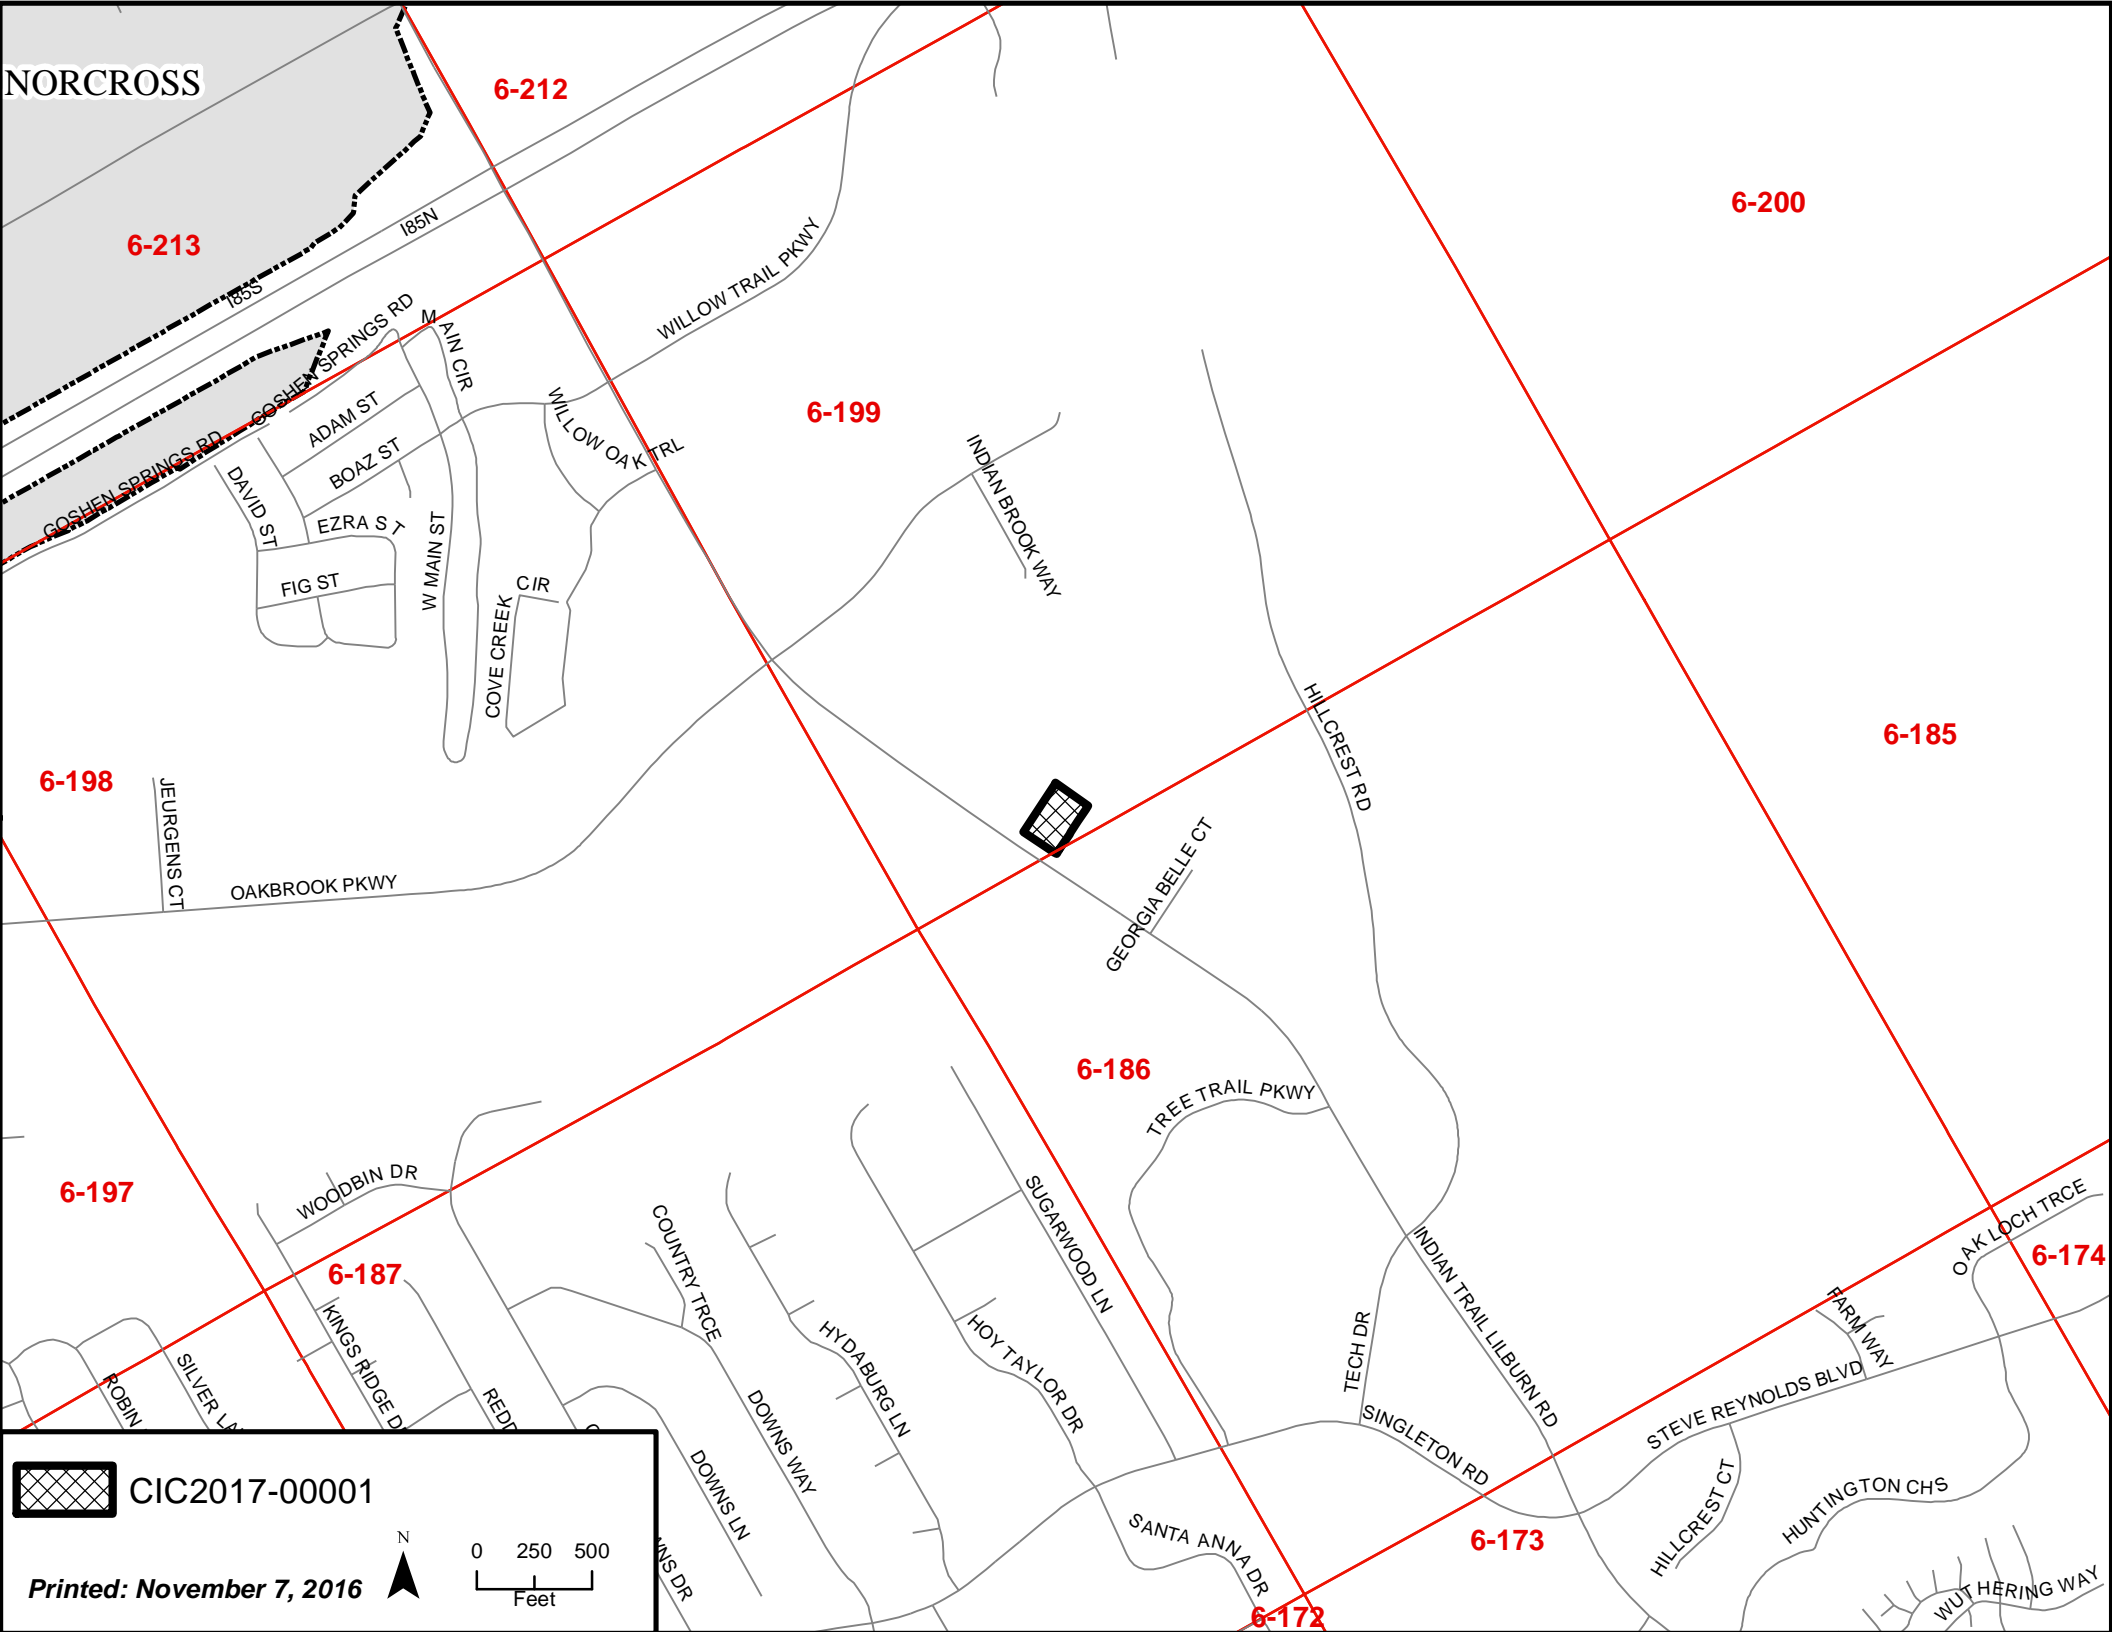 NORCROSS
6-212
6-200
6-213
I85N
I85S
WILLOW TRAIL PKWY
GOSHEN SPRINGS RD
MAIN CIR
ADAM ST
WILLOW OAK TRL
6-199
BOAZ ST
GOSHEN SPRINGS RD
DAVID ST
EZRA ST
INDIAN BROOK WAY
W MAIN ST
FIG ST
COVE CREEK CIR
HILLCREST RD
6-185
6-198
JEURGENS CT
GEORGIA BELLE CT
OAKBROOK PKWY
6-186
TREE TRAIL PKWY
WOODBIN DR
6-197
SUGARWOOD LN
COUNTRY TRCE
OAK LOCH TRCE
6-174
6-187
INDIAN TRAIL LILBURN RD
FARM WAY
KINGS RIDGE D
HYDABURG LN
HOY TAYLOR DR
TECH DR
ROBIN
SILVER LA
REDD
DOWNS WAY
SINGLETON RD
STEVE REYNOLDS BLVD
DOWNS LN
HILLCREST CT
HUNTINGTON CHS
CIC2017-00001
SANTA ANNA DR
6-173
NS DR
WUTHERING WAY
6-172
N
0 250 500
Feet
Printed: November 7, 2016